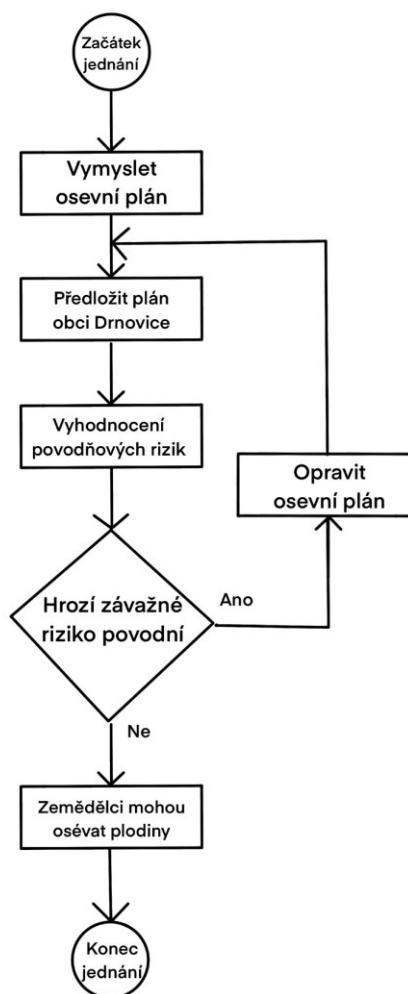 Začátek
jednání
Vymyslet
osevní plán
Předložit plán
obci Drnovice
Vyhodnocení
povodňových rizik
Opravit
osevní plán
Hrozí závažné
riziko povodní
Ano
Ne
Zemědělci mohou
osévat plodiny
Konec
jednání